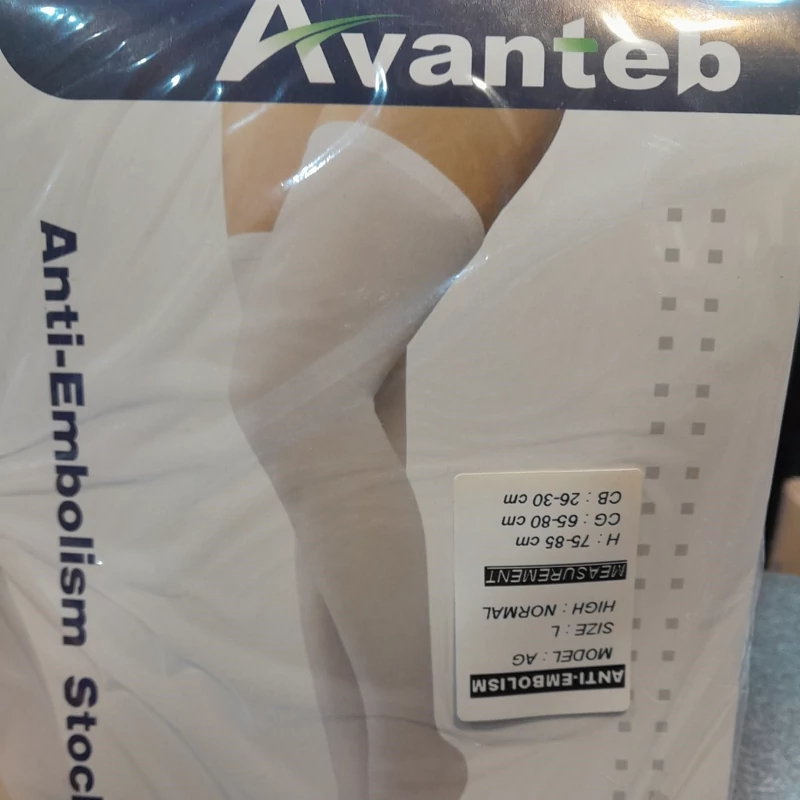 Avanteb
Anti-Embolism
ANTI-EMBOLISM
MODEL : AG
SIZE : L
HIGH : NORMAL
MEASUREMENT
H : 75-85 cm
CG : 65-80 cm
CB : 26-30 cm